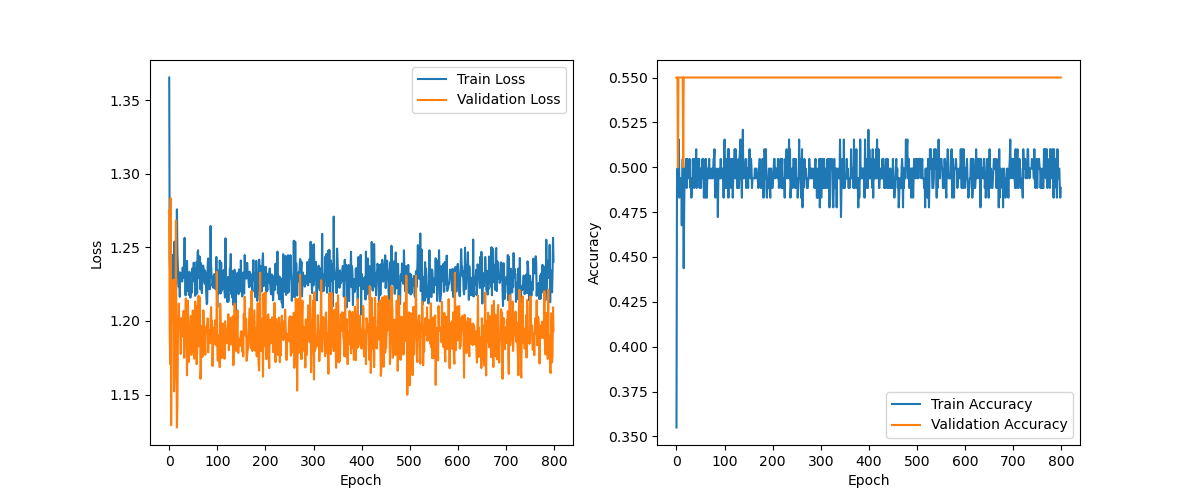 Train Loss
Validation Loss
1.35
1.30
1.25
1.20
1.15
Loss
0 100 200 300 400 500 600 700 800
Epoch
0.550
0.525
0.500
0.475
0.450
0.425
0.400
0.375
0.350
Accuracy
Train Accuracy
Validation Accuracy
0 100 200 300 400 500 600 700 800
Epoch